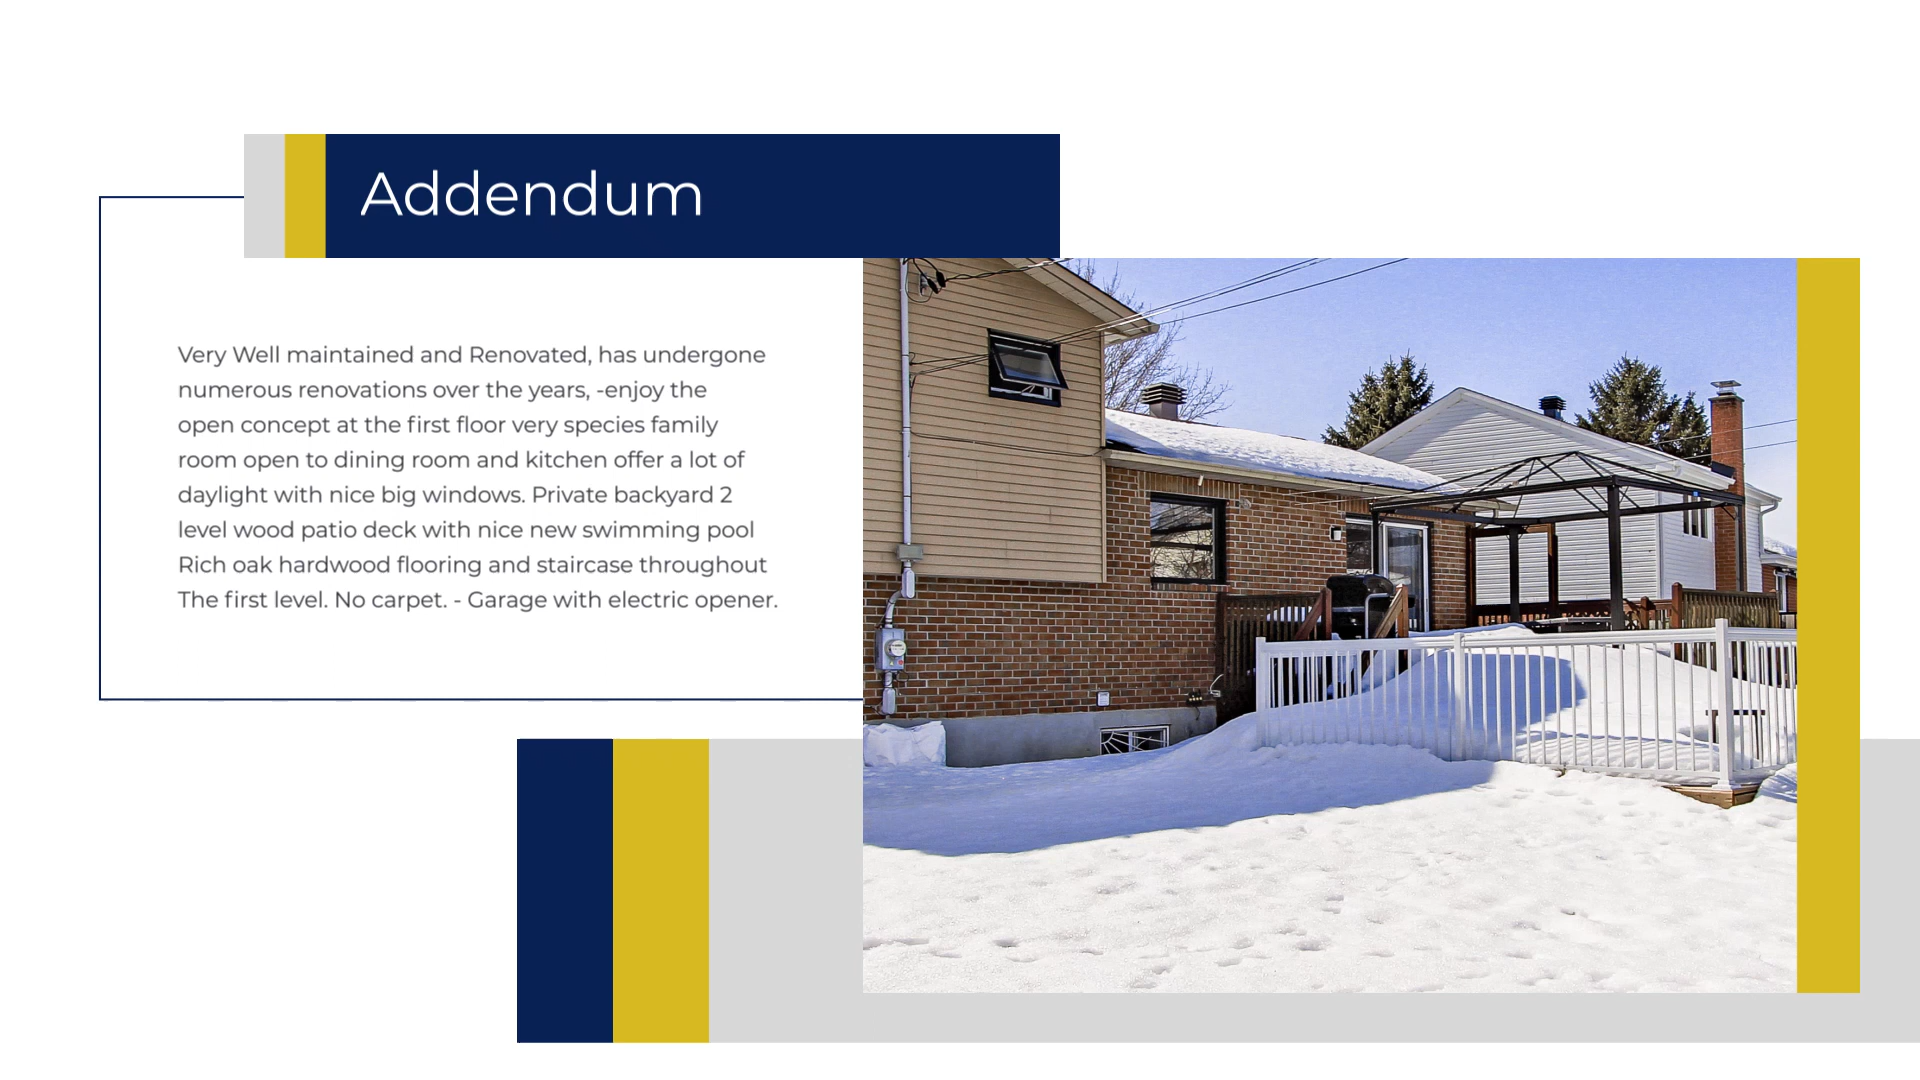 Addendum
Very Well maintained and Renovated, has undergone
numerous renovations over the years, -enjoy the
open concept at the first floor very species family
room open to dining room and kitchen offer a lot of
daylight with nice big windows. Private backyard 2
level wood patio deck with nice new swimming pool
Rich oak hardwood flooring and staircase throughout
The first level. No carpet. - Garage with electric opener.